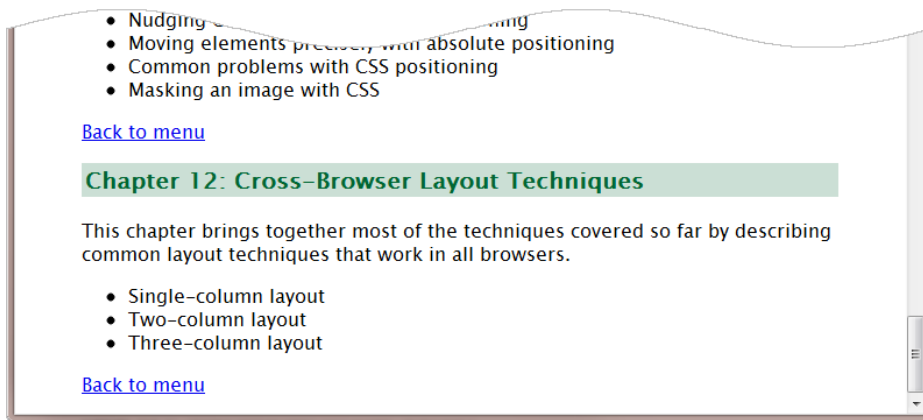 Nudging
Moving elements precisely with absolute positioning
Common problems with CSS positioning
Masking an image with CSS
Back to menu
Chapter 12: Cross-Browser Layout Techniques
This chapter brings together most of the techniques covered so far by describing
common layout techniques that work in all browsers.
Single-column layout
Two-column layout
Three-column layout
Back to menu